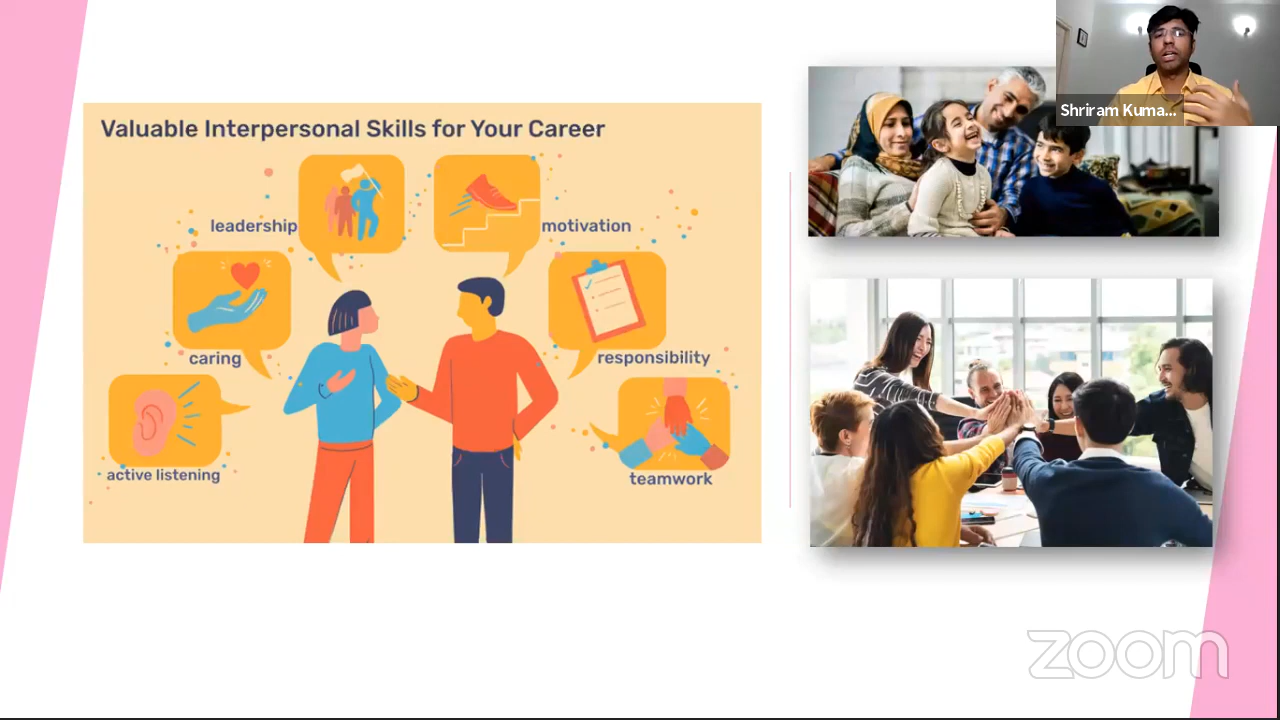 Valuable Interpersonal Skills for Your Career
leadership
motivation
caring
responsibility
active listening
teamwork
Shriram Kuma...
zoom